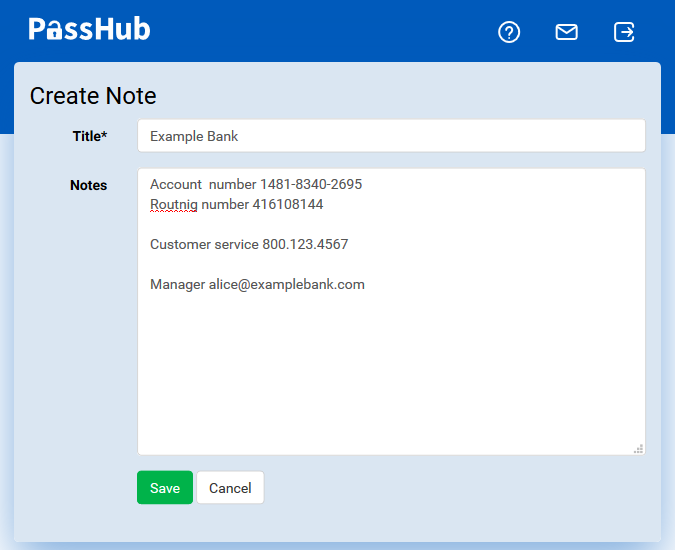 PassHub
Create Note
Title*
Example Bank
Notes
Account  number 1481-8340-2695
Routnig number 416108144
Customer service 800.123.4567
Manager alice@examplebank.com
Save
Cancel